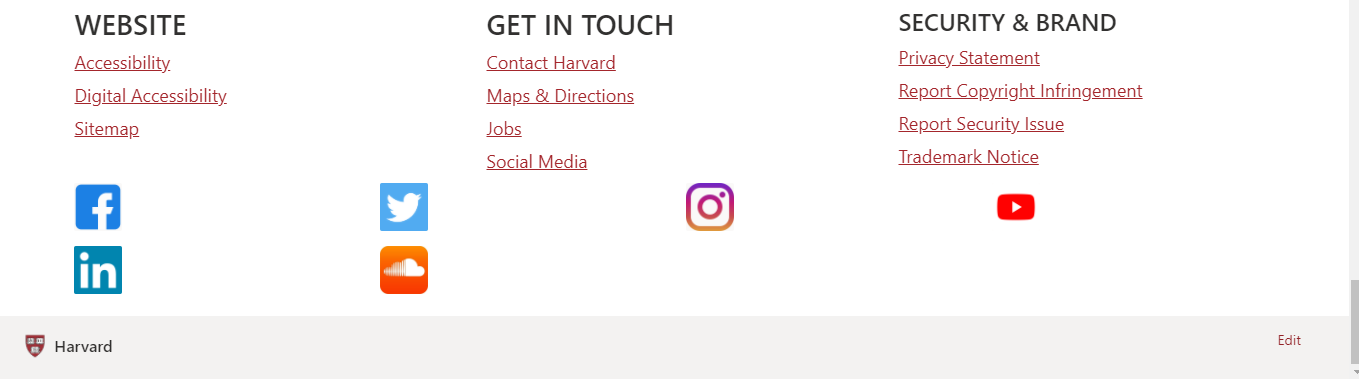 WEBSITE
Accessibility
Digital Accessibility
Sitemap
GET IN TOUCH
Contact Harvard
Maps & Directions
Jobs
Social Media
SECURITY & BRAND
Privacy Statement
Report Copyright Infringement
Report Security Issue
Trademark Notice
in
Harvard
Edit